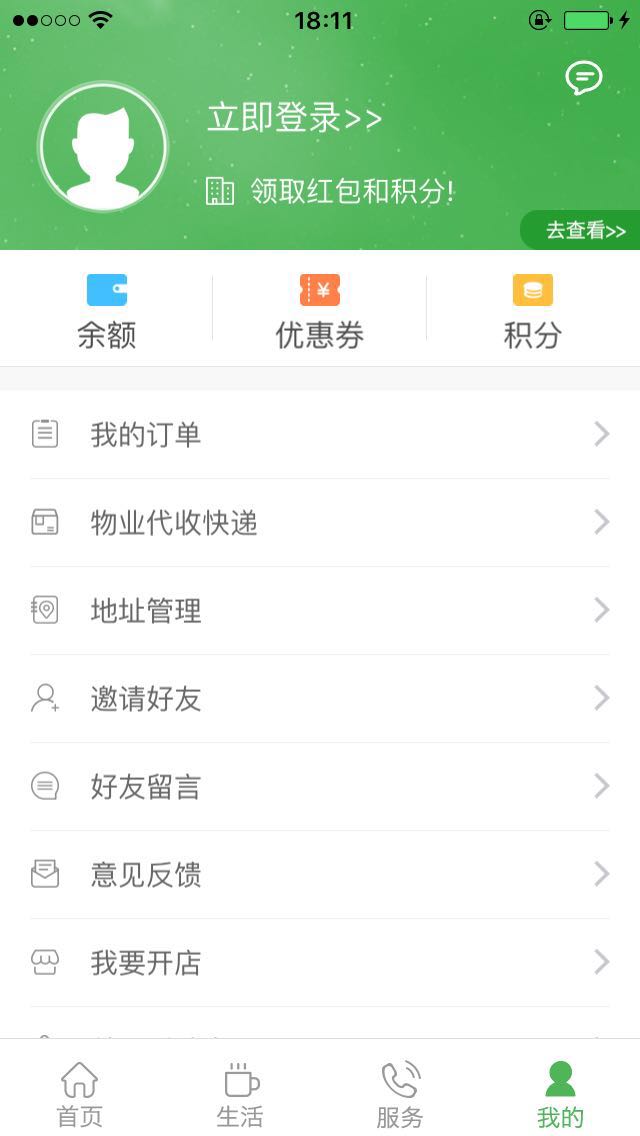 18:11
立即登录>>
领取红包和积分!
去查看>>
余额
优惠券
积分
我的订单
物业代收快递
地址管理
邀请好友
好友留言
意见反馈
我要开店
首页
生活
服务
我的